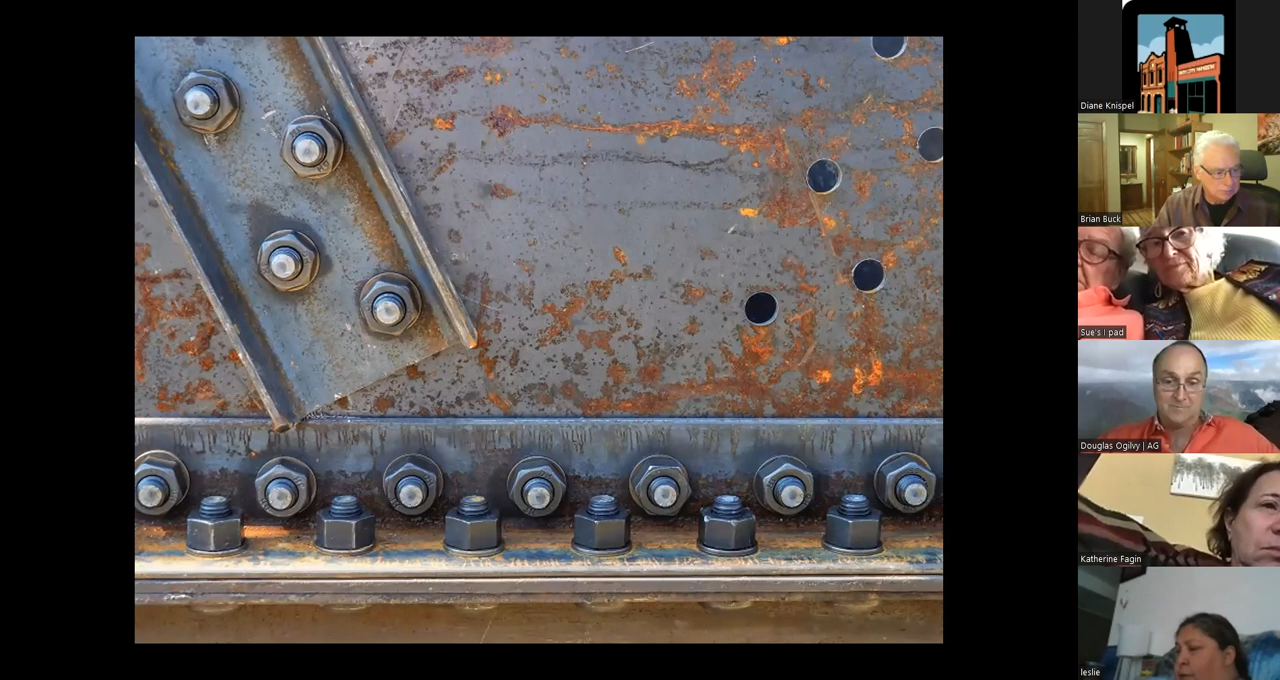 Diane Knispel
Brian Buck
Sue's I pad
Douglas Ogilvy | AG
Katherine Fagin
leslie